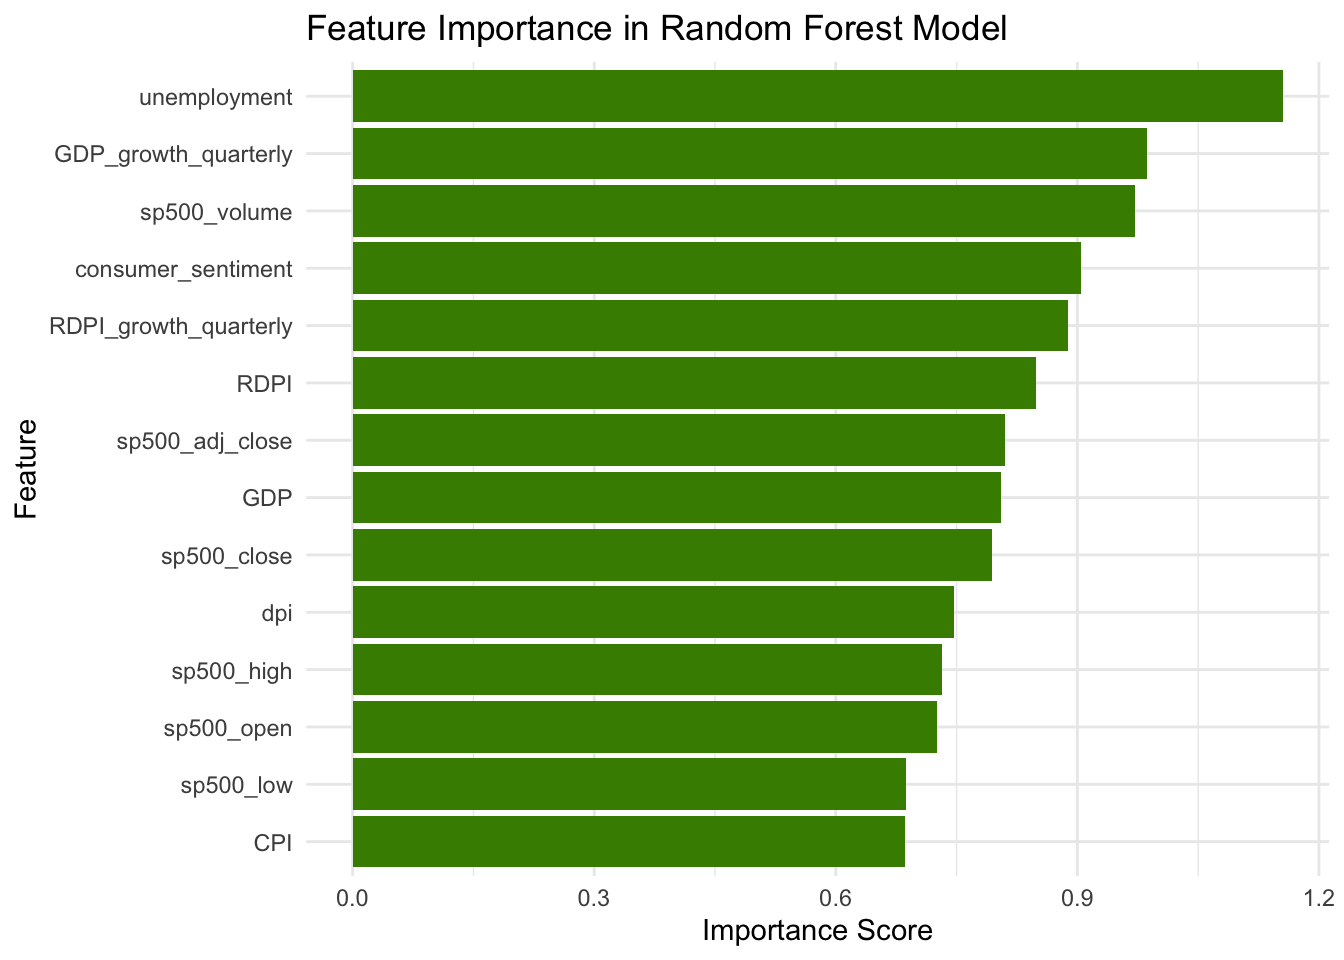 Feature Importance in Random Forest Model
unemployment
GDP_growth_quarterly
sp500_volume
consumer_sentiment
RDPI_growth_quarterly
RDPI
sp500_adj_close
GDP
sp500_close
dpi
sp500_high
sp500_open
sp500_low
CPI
Feature
0.0 0.3 0.6 0.9 1.2
Importance Score